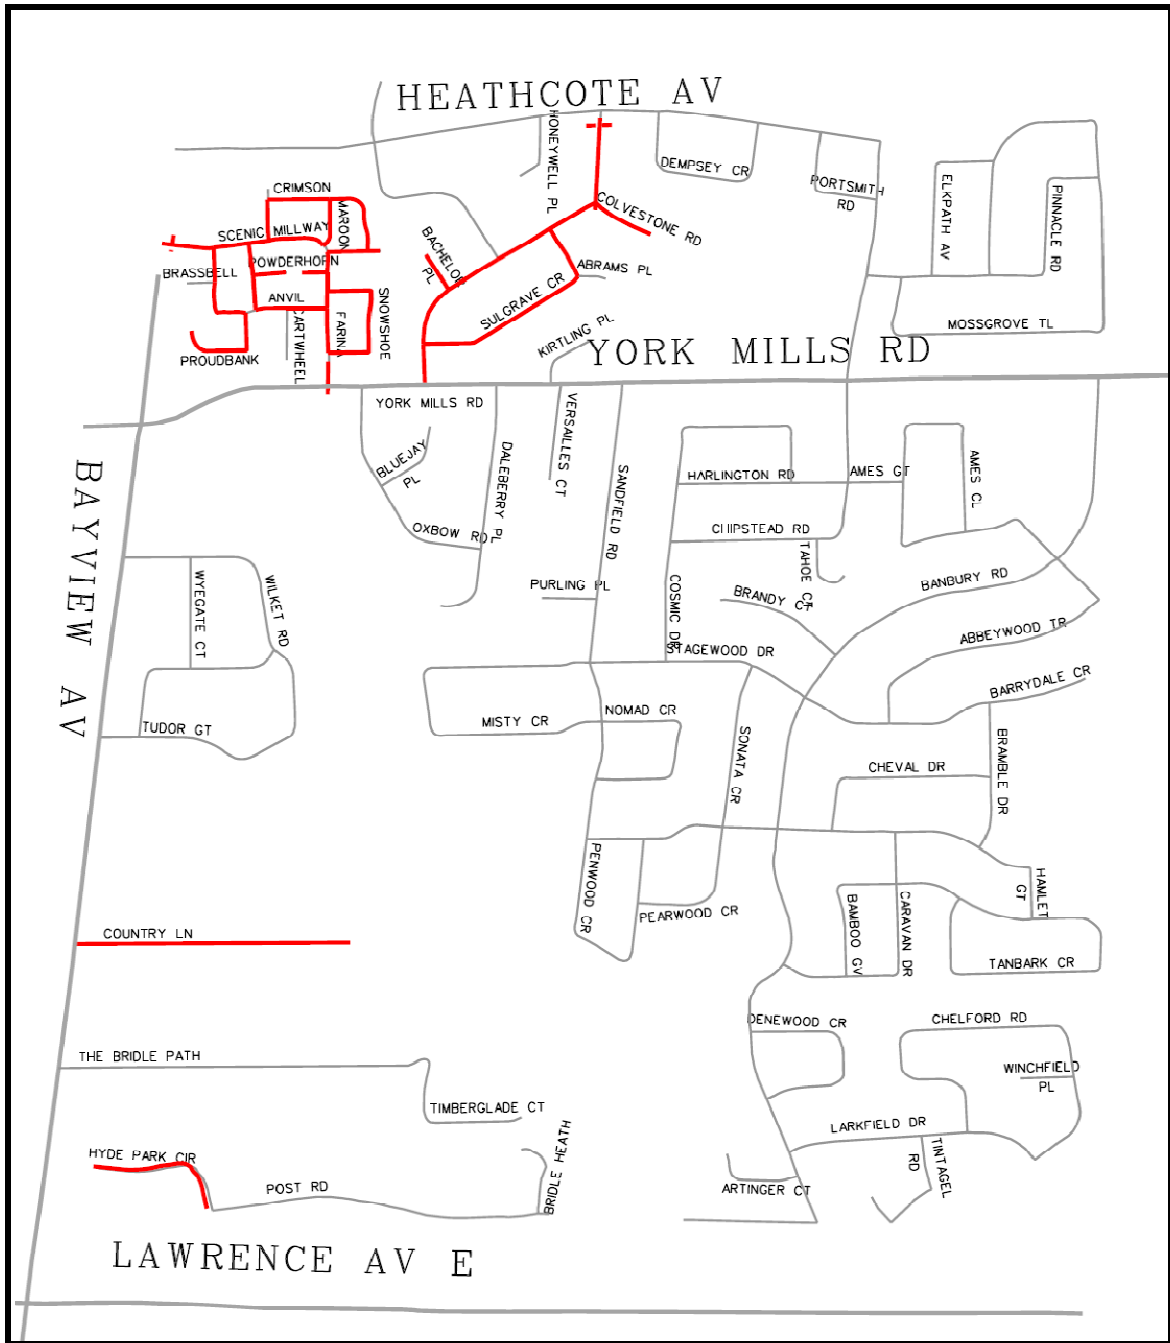 HEATHCOTE AV
HONEYWELL PL
DEMPSEY CR
PORTSMITH
RD
ELKPATH AV
PINNACLE RD
CRIMSON
MAROON
SCENIC MILLWAY
COLVESTONE RD
BACHELOR
PL
POWDERHORN
BRASSBELL
ABRAMS PL
ANVIL
SNOWSHOE
SULGRAVE CR
CARTWHEEL
FARINA
KIRTLING PL
MOSSGROVE TL
PROUDBANK
YORK MILLS RD
YORK MILLS RD
VERSAILLES CT
BLUEJAY
PL
DALEBERRY PL
SANDFIELD RD
HARLINGTON RD
AMES GT
AMES CL
BAYVIEW AV
OXBOW RD
CHIPSTEAD RD
TAHOE CT
WYEGATE CT
WILKET RD
PURLING PL
COSMIC DR
BRANDY CT
BANBURY RD
ABBEYWOOD TR
STAGEWOOD DR
BARRYDALE CR
TUDOR GT
MISTY CR
NOMAD CR
SONATA CR
CHEVAL DR
BRAMBLE DR
PENWOOD CR
PEARWOOD CR
BAMBOO GV
CARAVAN DR
HAMLET
GT
TANBARK CR
COUNTRY LN
DENEWOOD CR
CHELFORD RD
THE BRIDLE PATH
WINCHFIELD
PL
TIMBERGLADE CT
LARKFIELD DR
TINTAGEL
RD
HYDE PARK CIR
POST RD
BRIDLE HEATH
ARTINGER CT
LAWRENCE AV E